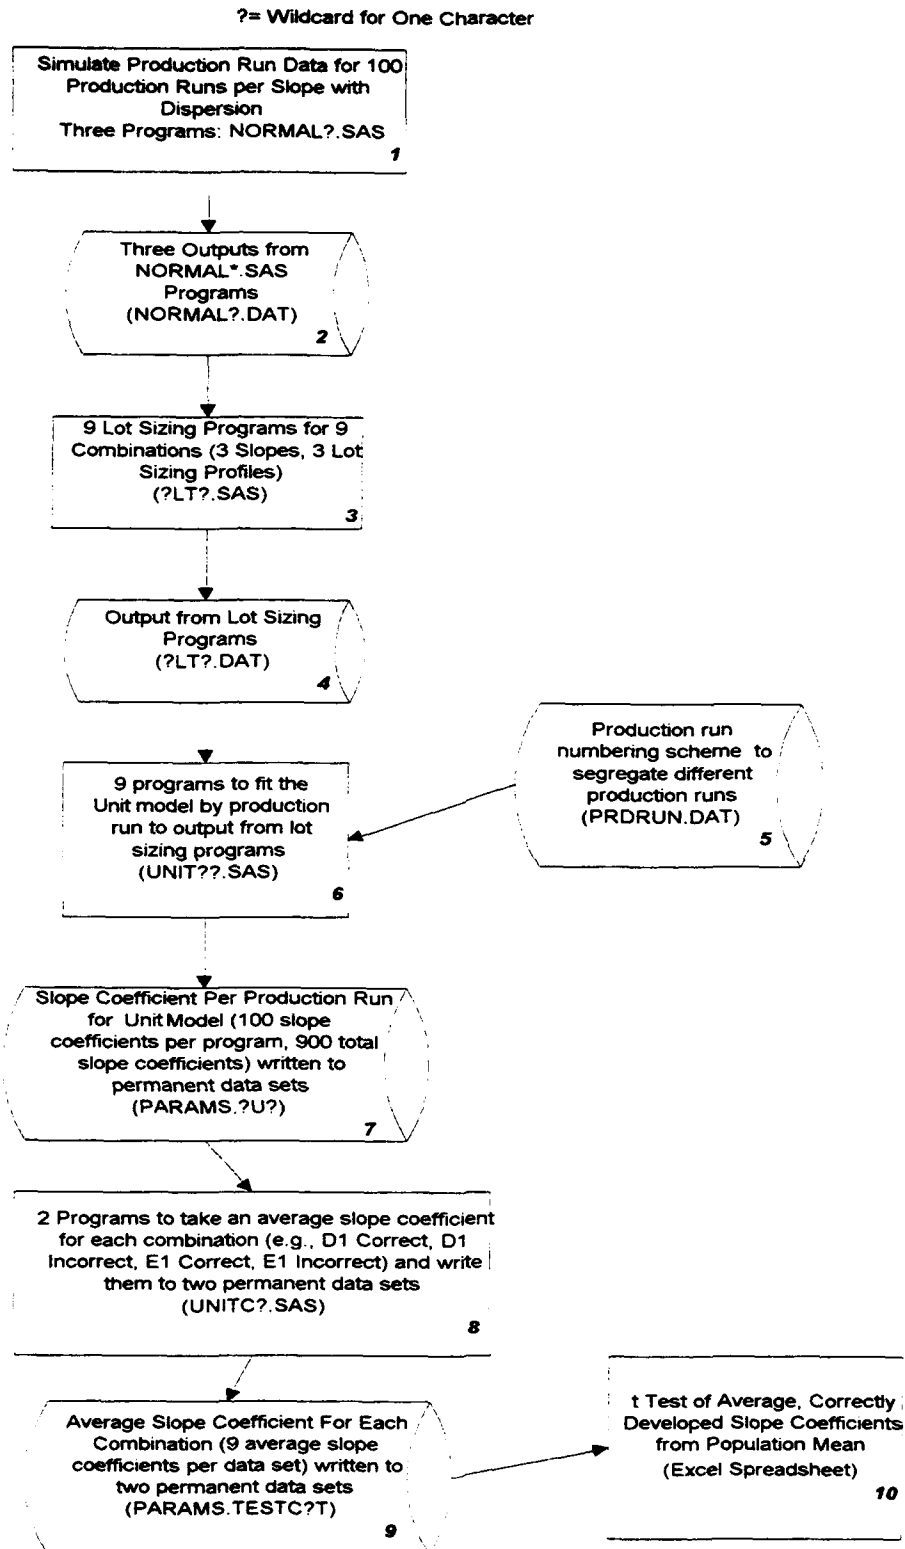 ?= Wildcard for One Character
Simulate Production Run Data for 100
Production Runs per Slope with
Dispersion
Three Programs: NORMAL?.SAS
1
Three Outputs from
NORMAL*.SAS
Programs
(NORMAL?.DAT)
2
9 Lot Sizing Programs for 9
Combinations (3 Slopes, 3 Lot
Sizing Profiles)
(?LT?.SAS)
3
Output from Lot Sizing
Programs
(?LT?.DAT)
4
Production run
numbering scheme to
segregate different
production runs
(PRDRUN.DAT)
5
9 programs to fit the
Unit model by production
run to output from lot
sizing programs
(UNIT??.SAS)
6
Slope Coefficient Per Production Run
for Unit Model (100 slope
coefficients per program, 900 total
slope coefficients) written to
permanent data sets
(PARAMS.?U?)
7
2 Programs to take an average slope coefficient
for each combination (e.g., D1 Correct, D1
Incorrect, E1 Correct, E1 Incorrect) and write
them to two permanent data sets
(UNITC?.SAS)
8
Average Slope Coefficient For Each
Combination (9 average slope
coefficients per data set) written to
two permanent data sets
(PARAMS.TESTC?T)
9
t Test of Average, Correctly
Developed Slope Coefficients
from Population Mean
(Excel Spreadsheet)
10